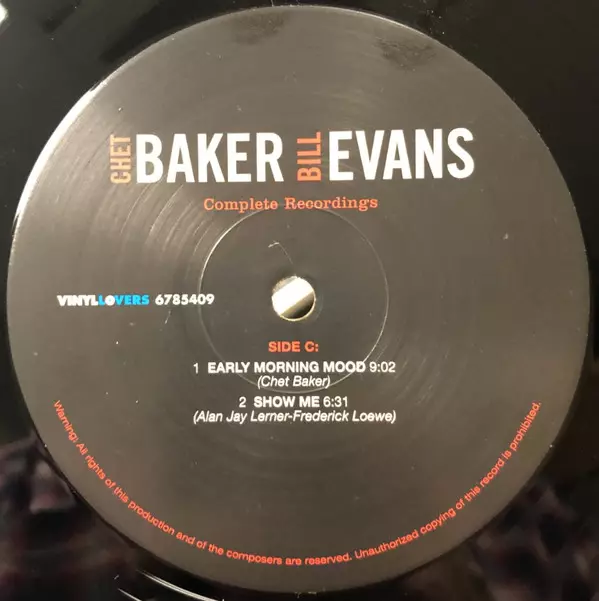 CHET BAKER BILL EVANS
Complete Recordings
VINYLLOVERS 6785409
SIDE C:
1 EARLY MORNING MOOD 9:02
(Chet Baker)
2 SHOW ME 6:31
(Alan Jay Lerner-Frederick Loewe)
Warning: All rights of this production and of the composers are reserved. Unauthorized copying of this record is prohibited.